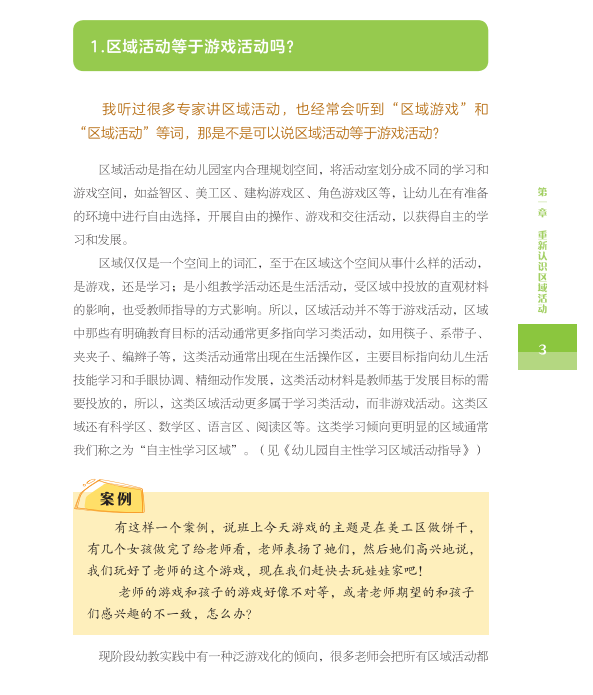 1.区域活动等于游戏活动吗？
我听过很多专家讲区域活动，也经常会听到“区域游戏”和
“区域活动”等词，那是不是可以说区域活动等于游戏活动？
区域活动是指在幼儿园室内合理规划空间，将活动室划分成不同的学习和
游戏空间，如益智区、美工区、建构游戏区、角色游戏区等，让幼儿在有准备
的环境中进行自由选择，开展自由的操作、游戏和交往活动，以获得自主的学
习和发展。
区域仅仅是一个空间上的词汇，至于在区域这个空间从事什么样的活动，
是游戏，还是学习；是小组教学活动还是生活活动，受区域中投放的直观材料
的影响，也受教师指导的方式影响。所以，区域活动并不等于游戏活动，区域
中那些有明确教育目标的活动通常更多指向学习类活动，如用筷子、系带子、
夹夹子、编辫子等，这类活动通常出现在生活操作区，主要目标指向幼儿生活
技能学习和手眼协调、精细动作发展，这类活动材料是教师基于发展目标的需
要投放的，所以，这类区域活动更多属于学习类活动，而非游戏活动。这类区
域还有科学区、数学区、语言区、阅读区等。这类学习倾向更明显的区域通常
我们称之为“自主性学习区域”。（见《幼儿园自主性学习区域活动指导》）
案例
有这样一个案例，说班上今天游戏的主题是在美工区做饼干，
有几个女孩做完了给老师看，老师表扬了她们，然后她们高兴地说，
我们玩好了老师的这个游戏，现在我们赶快去玩娃娃家吧！
老师的游戏和孩子的游戏好像不对等，或者老师期望的和孩子
们感兴趣的不一致，怎么办？
现阶段幼教实践中有一种泛游戏化的倾向，很多老师会把所有区域活动都
第一章 重新认识区域活动
3